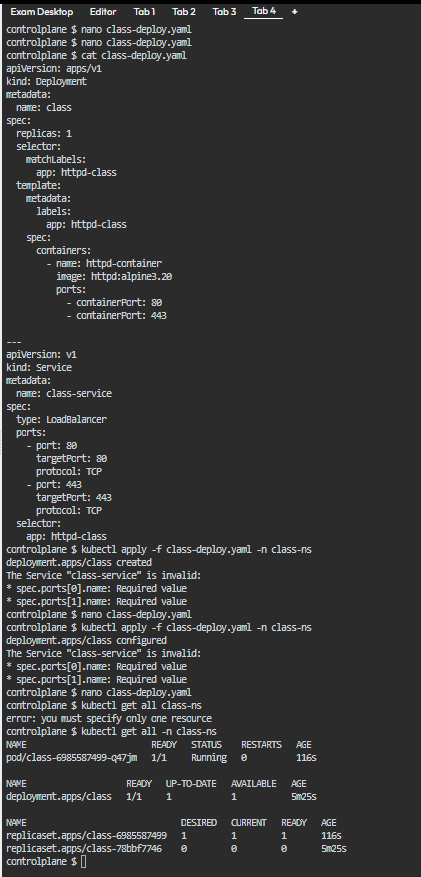 Exam Desktop Editor Tab 1 Tab 2 Tab 3 Tab 4 +
controlplane $ nano class-deploy.yaml
controlplane $ nano class-deploy.yaml
controlplane $ cat class-deploy.yaml
apiVersion: apps/v1
kind: Deployment
metadata:
  name: class
spec:
  replicas: 1
  selector:
    matchLabels:
      app: httpd-class
  template:
    metadata:
      labels:
        app: httpd-class
    spec:
      containers:
        - name: httpd-container
          image: httpd:alpine3.20
          ports:
            - containerPort: 80
            - containerPort: 443
---
apiVersion: v1
kind: Service
metadata:
  name: class-service
spec:
  type: LoadBalancer
  ports:
    - port: 80
      targetPort: 80
      protocol: TCP
    - port: 443
      targetPort: 443
      protocol: TCP
  selector:
    app: httpd-class
controlplane $ kubectl apply -f class-deploy.yaml -n class-ns
deployment.apps/class created
The Service "class-service" is invalid:
* spec.ports[0].name: Required value
* spec.ports[1].name: Required value
controlplane $ nano class-deploy.yaml
controlplane $ kubectl apply -f class-deploy.yaml -n class-ns
deployment.apps/class configured
The Service "class-service" is invalid:
* spec.ports[0].name: Required value
* spec.ports[1].name: Required value
controlplane $ nano class-deploy.yaml
controlplane $ kubectl get all class-ns
error: you must specify only one resource
controlplane $ kubectl get all -n class-ns
NAME READY STATUS RESTARTS AGE
pod/class-6985587499-q47jm 1/1 Running 0 116s
NAME READY UP-TO-DATE AVAILABLE AGE
deployment.apps/class 1/1 1 1 5m25s
NAME DESIRED CURRENT READY AGE
replicaset.apps/class-6985587499 1 1 1 116s
replicaset.apps/class-78bbf7746 0 0 0 5m25s
controlplane $